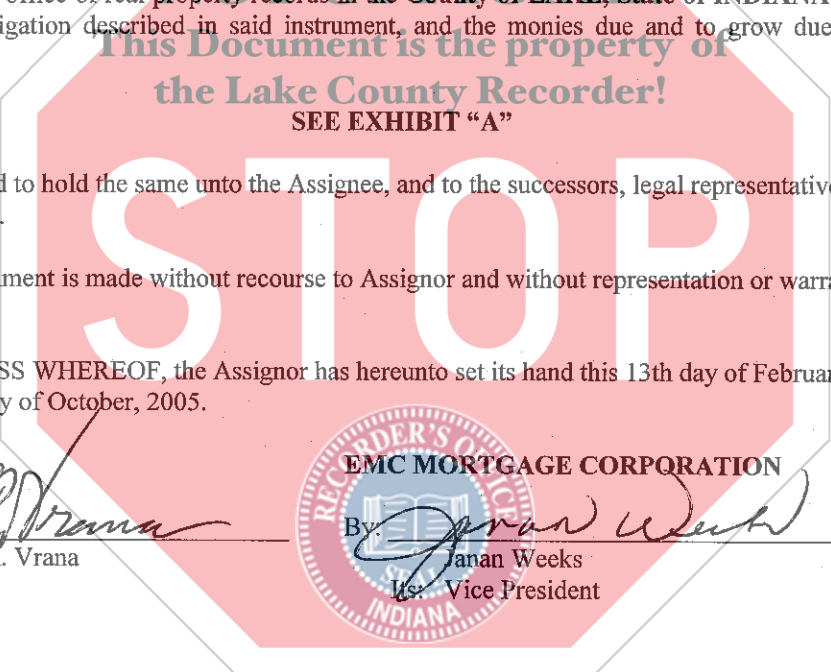 office of real property records in the County of LAKE, State of INDIANA
igation described in said instrument, and the monies due and to grow due
This Document is the property of
the Lake County Recorder!
SEE EXHIBIT “A”
STOP
d to hold the same unto the Assignee, and to the successors, legal representative
.
ment is made without recourse to Assignor and without representation or warra
SS WHEREOF, the Assignor has hereunto set its hand this 13th day of Februar
y of October, 2005.
RECORDER'S OFFICE
SEAL
INDIANA
EMC MORTGAGE CORPORATION
Vrana
By: Janan Weeks
. Vrana
Janan Weeks
Its: Vice President